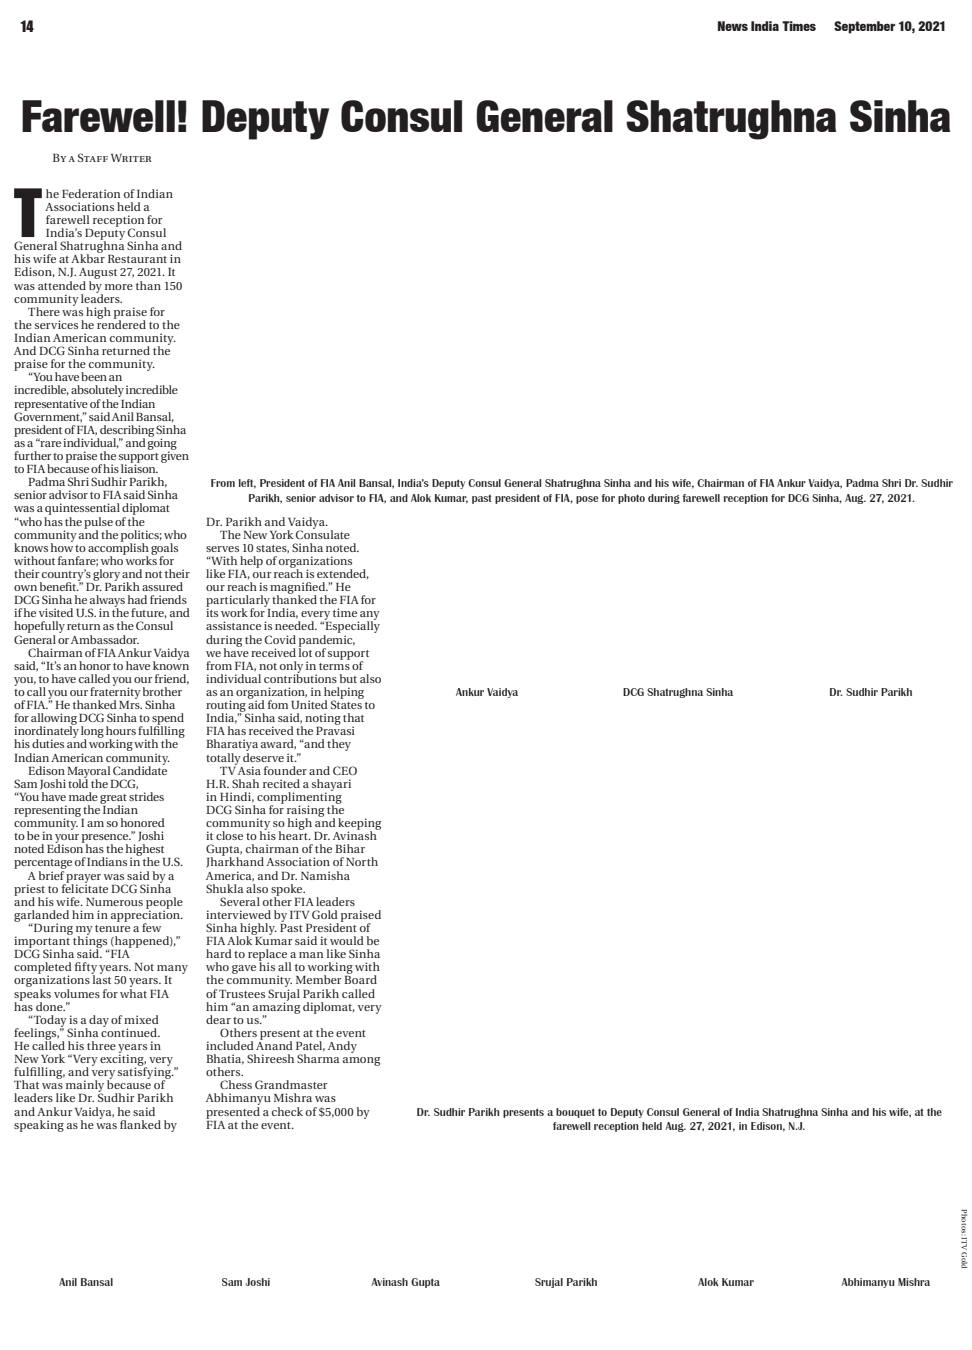 14
News India Times September 10, 2021
Farewell! Deputy Consul General Shatrughna Sinha
By a Staff Writer
The Federation of Indian
Associations held a
farewell reception for
India's Deputy Consul
General Shatrughna Sinha and
his wife at Akbar Restaurant in
Edison, N.J. August 27, 2021. It
was attended by more than 150
community leaders.
There was high praise for
the services he rendered to the
Indian American community.
And DCG Sinha returned the
praise for the community.
“You have been an
incredible, absolutely incredible
representative of the Indian
Government,” said Anil Bansal,
president of FIA, describing Sinha
as a “rare individual,” and going
further to praise the support given
to FIA because of his liaison.
Padma Shri Sudhir Parikh,
senior advisor to FIA said Sinha
was a quintessential diplomat
“who has the pulse of the
community and the politics; who
knows how to accomplish goals
without fanfare; who works for
their country's glory and not their
own benefit.” Dr. Parikh assured
DCG Sinha he always had friends
if he visited U.S. in the future, and
hopefully return as the Consul
General or Ambassador.
Chairman of FIA Ankur Vaidya
said, “It's an honor to have known
you, to have called you our friend,
to call you our fraternity brother
of FIA.” He thanked Mrs. Sinha
for allowing DCG Sinha to spend
inordinately long hours fulfilling
his duties and working with the
Indian American community.
Edison Mayoral Candidate
Sam Joshi told the DCG,
“You have made great strides
representing the Indian
community. I am so honored
to be in your presence.” Joshi
noted Edison has the highest
percentage of Indians in the U.S.
A brief prayer was said by a
priest to felicitate DCG Sinha
and his wife. Numerous people
garlanded him in appreciation.
“During my tenure a few
important things (happened),”
DCG Sinha said. “FIA
completed fifty years. Not many
organizations last 50 years. It
speaks volumes for what FIA
has done.”
“Today is a day of mixed
feelings,” Sinha continued.
He called his three years in
New York “Very exciting, very
fulfilling, and very satisfying.”
That was mainly because of
leaders like Dr. Sudhir Parikh
and Ankur Vaidya, he said
speaking as he was flanked by
From left, President of FIA Anil Bansal, India's Deputy Consul General Shatrughna Sinha and his wife, Chairman of FIA Ankur Vaidya, Padma Shri Dr. Sudhir
Parikh, senior advisor to FIA, and Alok Kumar, past president of FIA, pose for photo during farewell reception for DCG Sinha, Aug. 27, 2021.
Dr. Parikh and Vaidya.
The New York Consulate
serves 10 states, Sinha noted.
“With help of organizations
like FIA, our reach is extended,
our reach is magnified.” He
particularly thanked the FIA for
its work for India, every time any
assistance is needed. “Especially
during the Covid pandemic,
we have received lot of support
from FIA, not only in terms of
individual contributions but also
as an organization, in helping
routing aid fom United States to
India,” Sinha said, noting that
FIA has received the Pravasi
Bharatiya award, “and they
totally deserve it.”
TV Asia founder and CEO
H.R. Shah recited a shayari
in Hindi, complimenting
DCG Sinha for raising the
community so high and keeping
it close to his heart. Dr. Avinash
Gupta, chairman of the Bihar
Jharkhand Association of North
America, and Dr. Namisha
Shukla also spoke.
Several other FIA leaders
interviewed by ITV Gold praised
Sinha highly. Past President of
FIA Alok Kumar said it would be
hard to replace a man like Sinha
who gave his all to working with
the community. Member Board
of Trustees Srujal Parikh called
him “an amazing diplomat, very
dear to us.”
Others present at the event
included Anand Patel, Andy
Bhatia, Shireesh Sharma among
others.
Chess Grandmaster
Abhimanyu Mishra was
presented a check of $5,000 by
FIA at the event.
Ankur Vaidya
DCG Shatrughna Sinha
Dr. Sudhir Parikh
Dr. Sudhir Parikh presents a bouquet to Deputy Consul General of India Shatrughna Sinha and his wife, at the
farewell reception held Aug. 27, 2021, in Edison, N.J.
Photos:ITV Gold
Anil Bansal
Sam Joshi
Avinash Gupta
Srujal Parikh
Alok Kumar
Abhimanyu Mishra